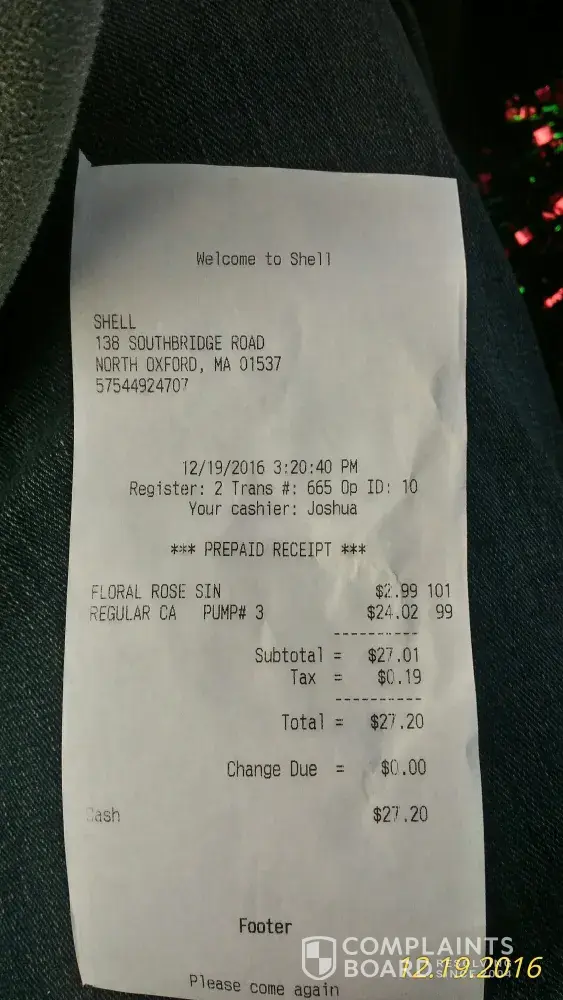 Welcome to Shell
SHELL
138 SOUTHBRIDGE ROAD
NORTH OXFORD, MA 01537
57544924707
12/19/2016 3:20:40 PM
Register: 2 Trans #: 665 Op ID: 10
Your cashier: Joshua
*** PREPAID RECEIPT ***
FLORAL ROSE SIN $2.99 101
REGULAR CA PUMP# 3 $24.02 99
----------
Subtotal = $27.01
Tax = $0.19
----------
Total = $27.20
Change Due = $0.00
Cash $27.20
Footer
Please come again
COMPLAINTS
BOARD
12.19.2016